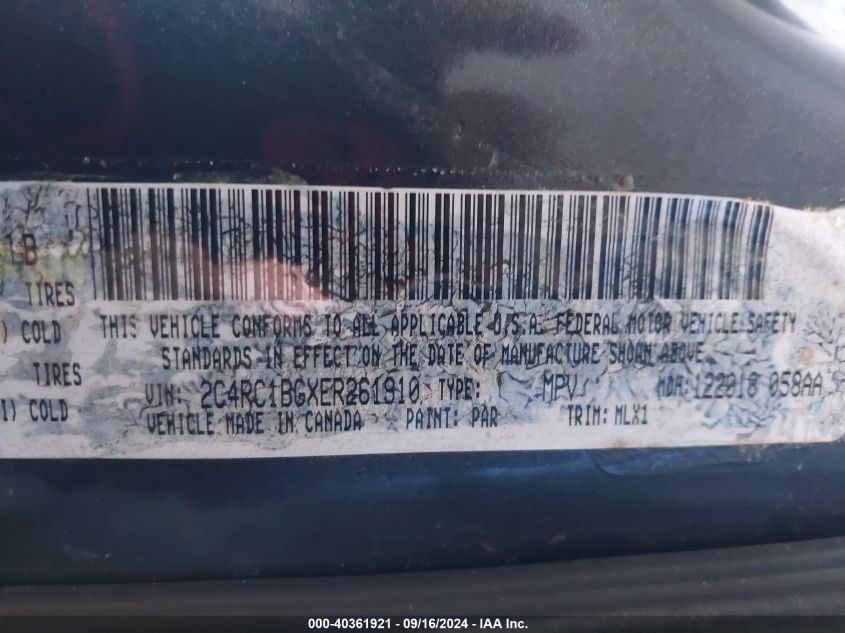 LB
TIRES
) COLD THIS VEHICLE CONFORMS TO ALL APPLICABLE U.S.A. FEDERAL MOTOR VEHICLE SAFETY
STANDARDS IN EFFECT ON THE DATE OF MANUFACTURE SHOWN ABOVE.
TIRES
VIN: 2C4RC1BGXER261910 TYPE: MPV MDH: 122018 058AA
I) COLD VEHICLE MADE IN CANADA PAINT: PAR TRIM: MLX1
000-40361921 - 09/16/2024 - IAA Inc.